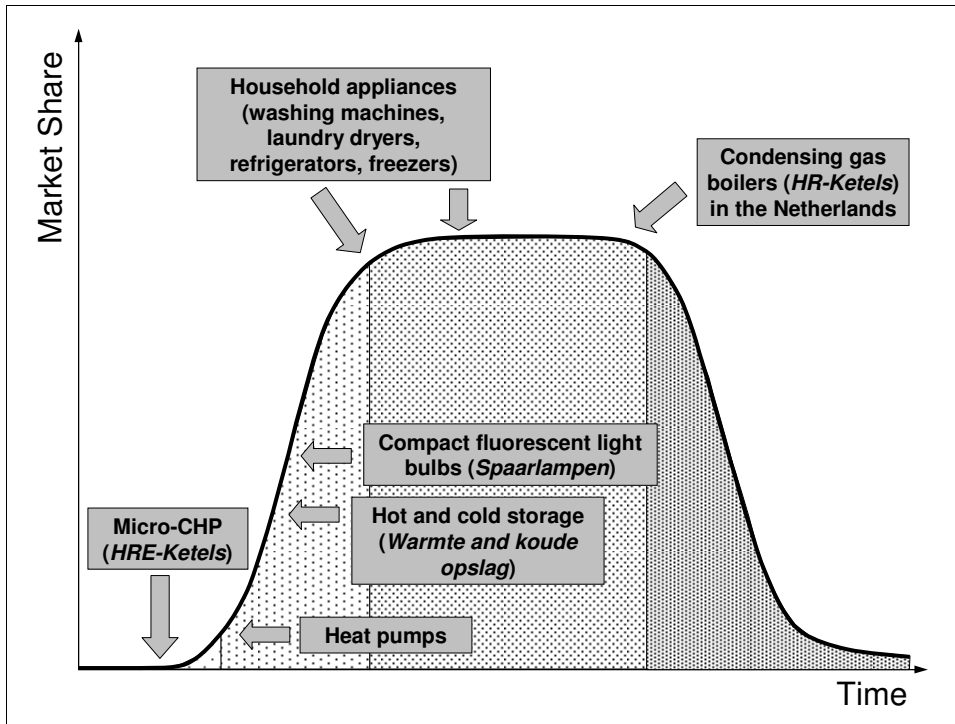 Market Share
Household appliances
(washing machines,
laundry dryers,
refrigerators, freezers)
Condensing gas
boilers (HR-Ketels)
in the Netherlands
Compact fluorescent light
bulbs (Spaarlampen)
Hot and cold storage
(Warmte and koude
opslag)
Micro-CHP
(HRE-Ketels)
Heat pumps
Time